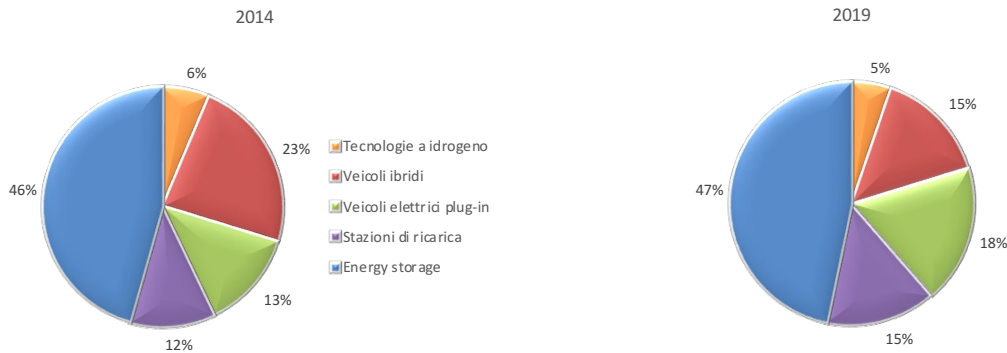 2014
6%
23%
13%
12%
46%
Tecnologie a idrogeno
Veicoli ibridi
Veicoli elettrici plug-in
Stazioni di ricarica
Energy storage
2019
5%
15%
18%
15%
47%